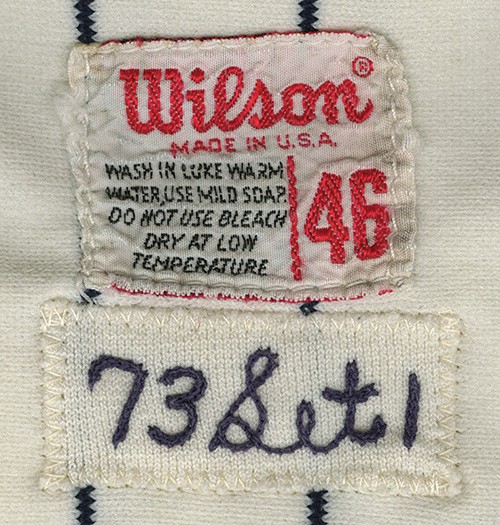 Wilson®
MADE IN U.S.A.
WASH IN LUKE WARM
WATER, USE MILD SOAP.
DO NOT USE BLEACH
DRY AT LOW
TEMPERATURE
46
73 Set 1